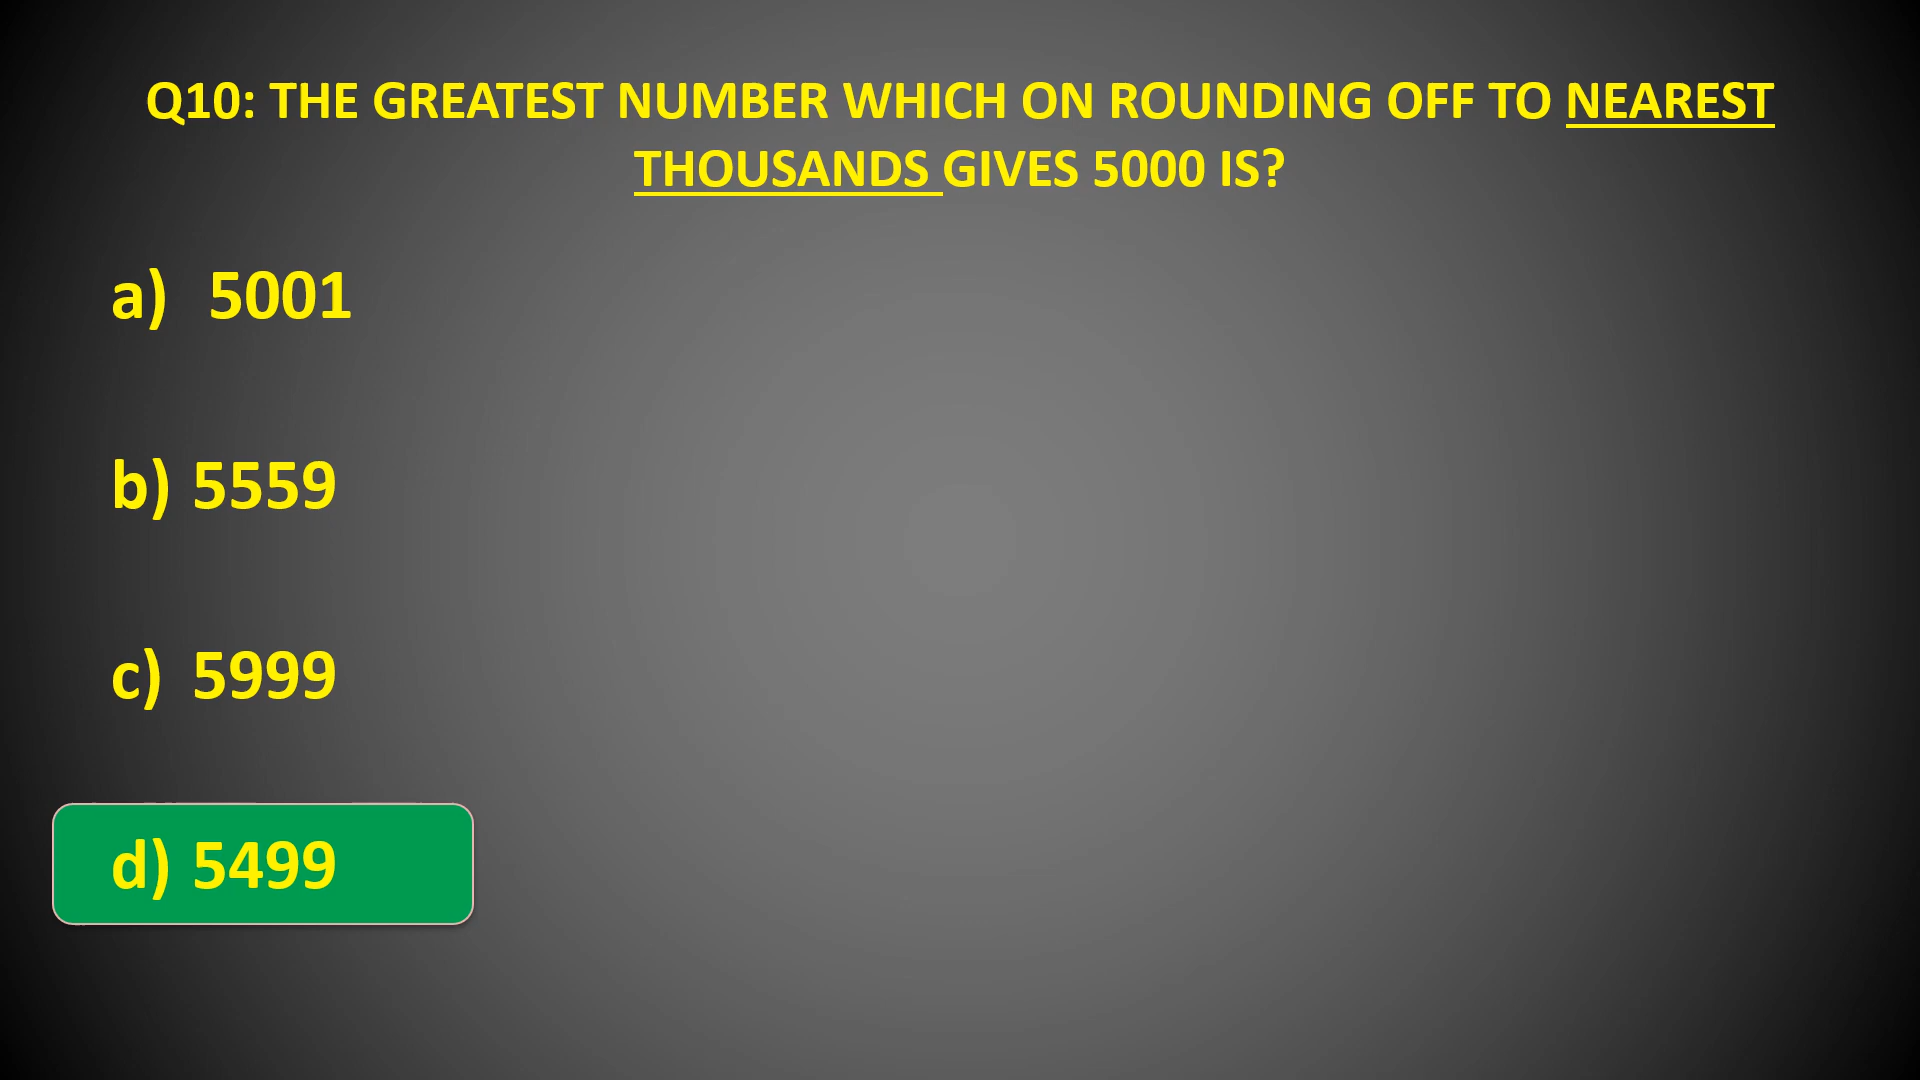 Q10: THE GREATEST NUMBER WHICH ON ROUNDING OFF TO NEAREST
THOUSANDS GIVES 5000 IS?
a) 5001
b) 5559
c) 5999
d) 5499